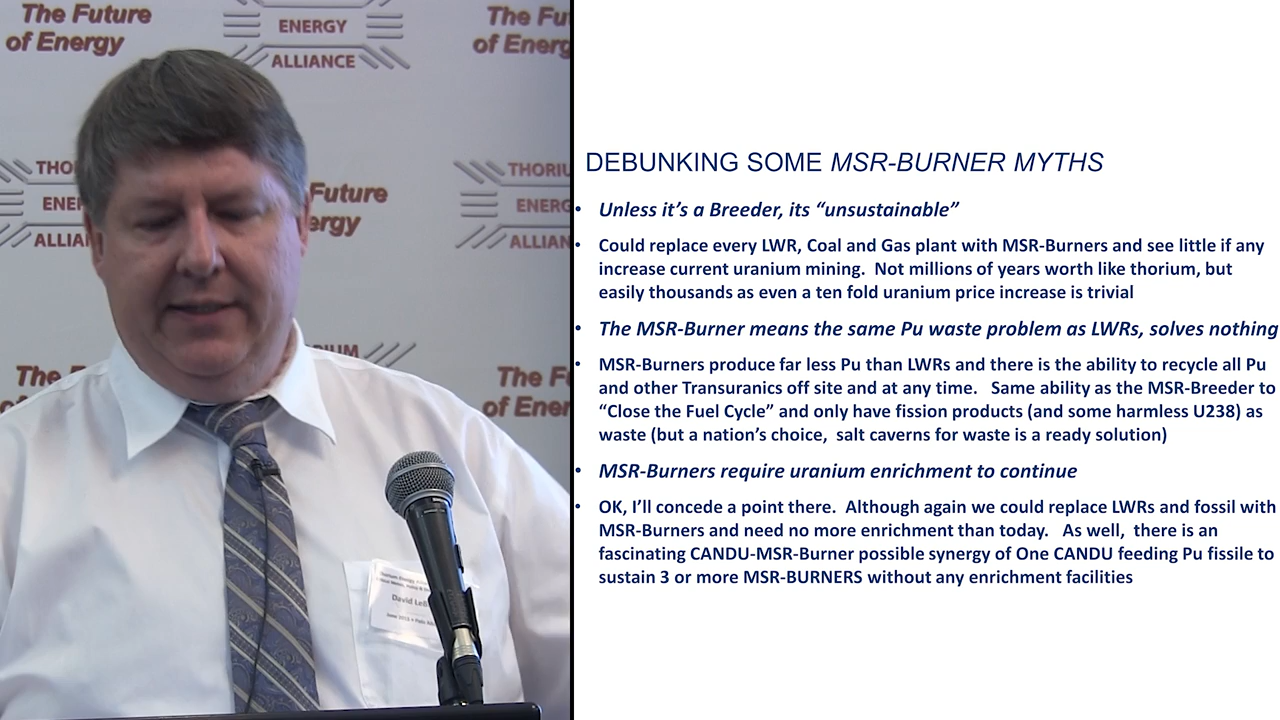 The Future
of Energy
ENERGY
ALLIANCE
The Fu
of Energ
THO
ENE
ALLIAN
Future
ergy
THORIU
ENERG
ALLIAN
The
of
IUM
The F
of Ener
David LeB
DEBUNKING SOME MSR-BURNER MYTHS
• Unless it’s a Breeder, its “unsustainable”
• Could replace every LWR, Coal and Gas plant with MSR-Burners and see little if any
increase current uranium mining. Not millions of years worth like thorium, but
easily thousands as even a ten fold uranium price increase is trivial
• The MSR-Burner means the same Pu waste problem as LWRs, solves nothing
• MSR-Burners produce far less Pu than LWRs and there is the ability to recycle all Pu
and other Transuranics off site and at any time. Same ability as the MSR-Breeder to
“Close the Fuel Cycle” and only have fission products (and some harmless U238) as
waste (but a nation’s choice, salt caverns for waste is a ready solution)
• MSR-Burners require uranium enrichment to continue
• OK, I’ll concede a point there. Although again we could replace LWRs and fossil with
MSR-Burners and need no more enrichment than today. As well, there is an
fascinating CANDU-MSR-Burner possible synergy of One CANDU feeding Pu fissile to
sustain 3 or more MSR-BURNERS without any enrichment facilities